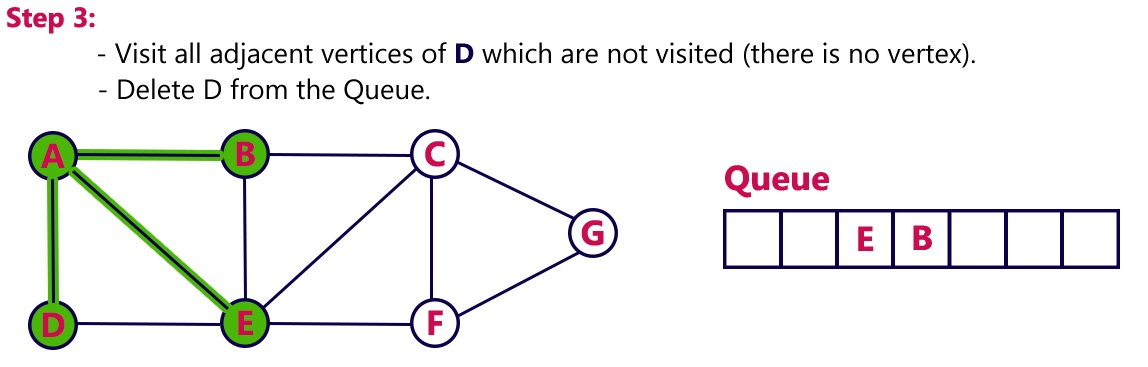 Step 3:
- Visit all adjacent vertices of D which are not visited (there is no vertex).
- Delete D from the Queue.
A B C
Queue
G
E B
D E F